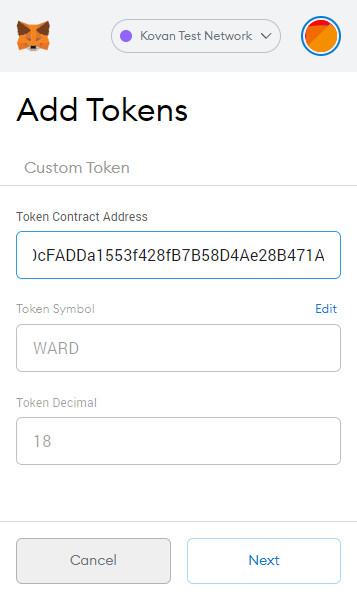 Kovan Test Network
Add Tokens
Custom Token
Token Contract Address
cFADDa1553f428fB7B58D4Ae28B471A
Token Symbol Edit
WARD
Token Decimal
18
Cancel Next